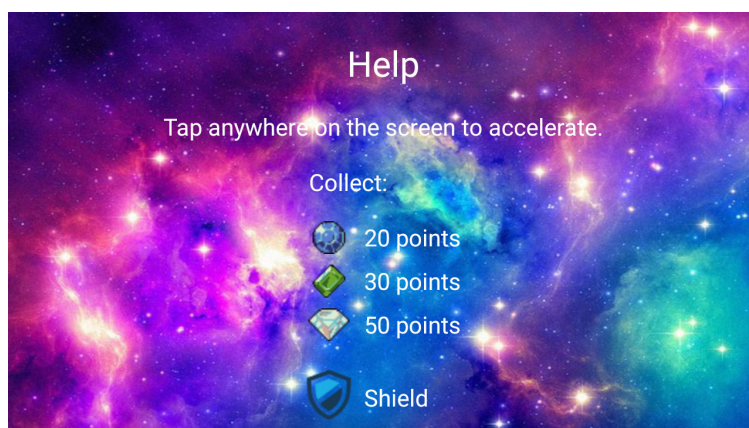 Help
Tap anywhere on the screen to accelerate.
Collect:
20 points
30 points
50 points
Shield